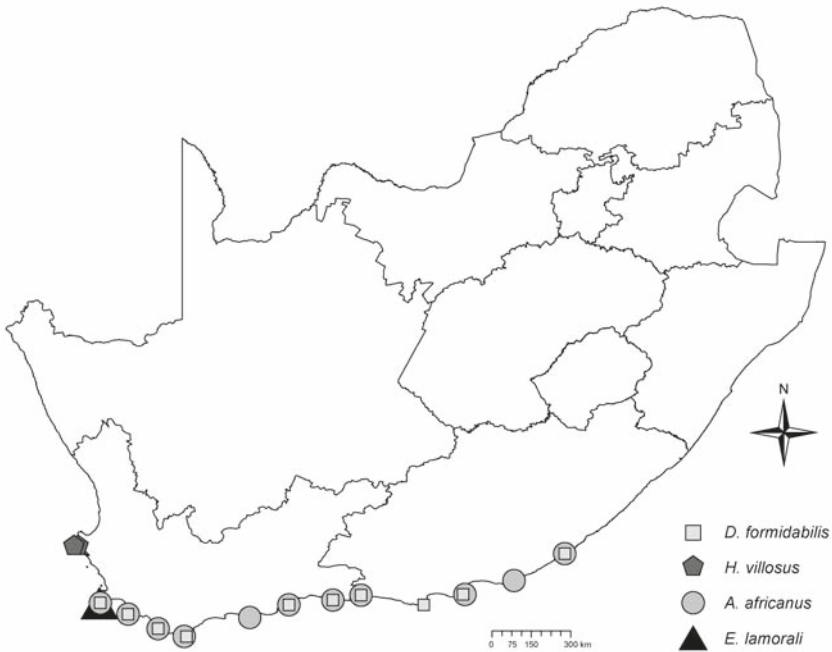 N
D. formidabilis
H. villosus
A. africanus
E. lamorali
0 75 150 300 km